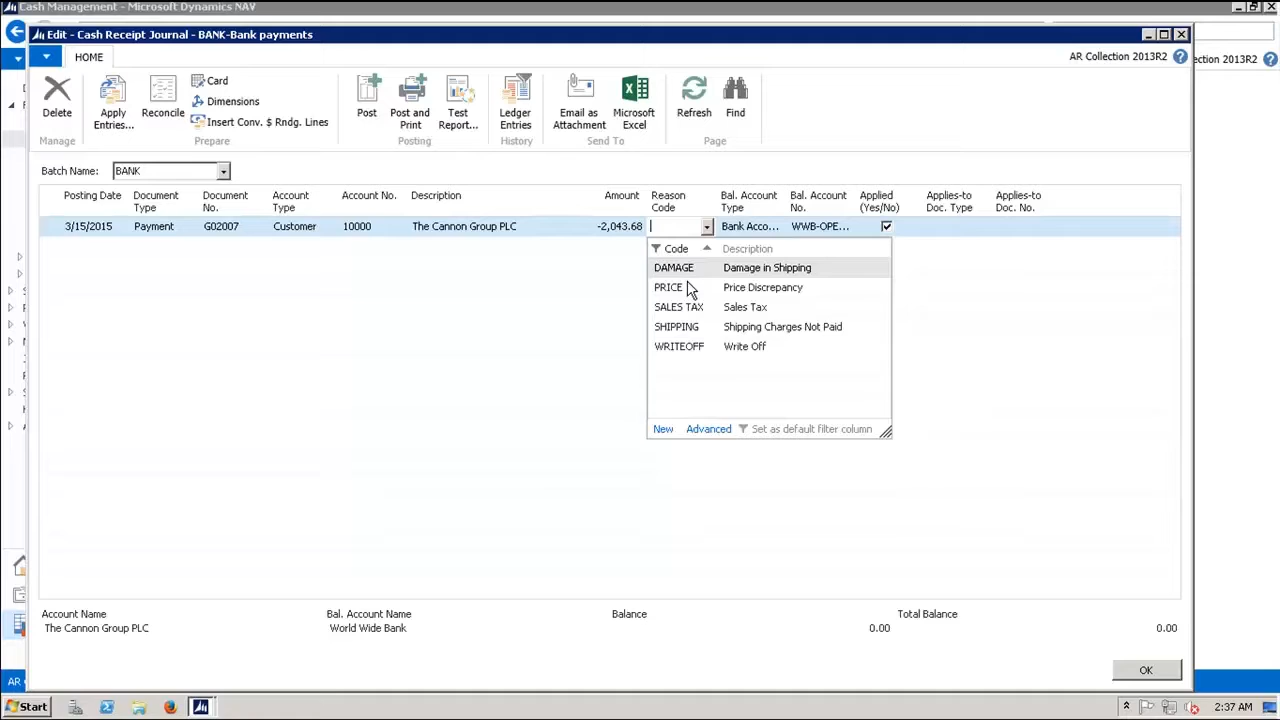 Cash Management - Microsoft Dynamics NAV
Edit - Cash Receipt Journal - BANK-Bank payments
HOME
AR Collection 2013R2
ection 2013R2
Delete
Apply Entries...
Reconcile
Card
Dimensions
Insert Conv. $ Rndg. Lines
Post
Post and Print
Test Report...
Ledger Entries
Email as Attachment
Microsoft Excel
Refresh
Find
Manage
Prepare
Posting
History
Send To
Page
Batch Name: BANK
Posting Date Document Type Document No. Account Type Account No. Description Amount Reason Code Bal. Account Type Bal. Account No. Applied (Yes/No) Applies-to Doc. Type Applies-to Doc. No.
3/15/2015 Payment G02007 Customer 10000 The Cannon Group PLC -2,043.68 Bank Acco... WWB-OPE...
Code Description
DAMAGE Damage in Shipping
PRICE Price Discrepancy
SALES TAX Sales Tax
SHIPPING Shipping Charges Not Paid
WRITEOFF Write Off
New Advanced Set as default filter column
Account Name Bal. Account Name Balance Total Balance
The Cannon Group PLC World Wide Bank 0.00 0.00
OK
AR
Start
2:37 AM